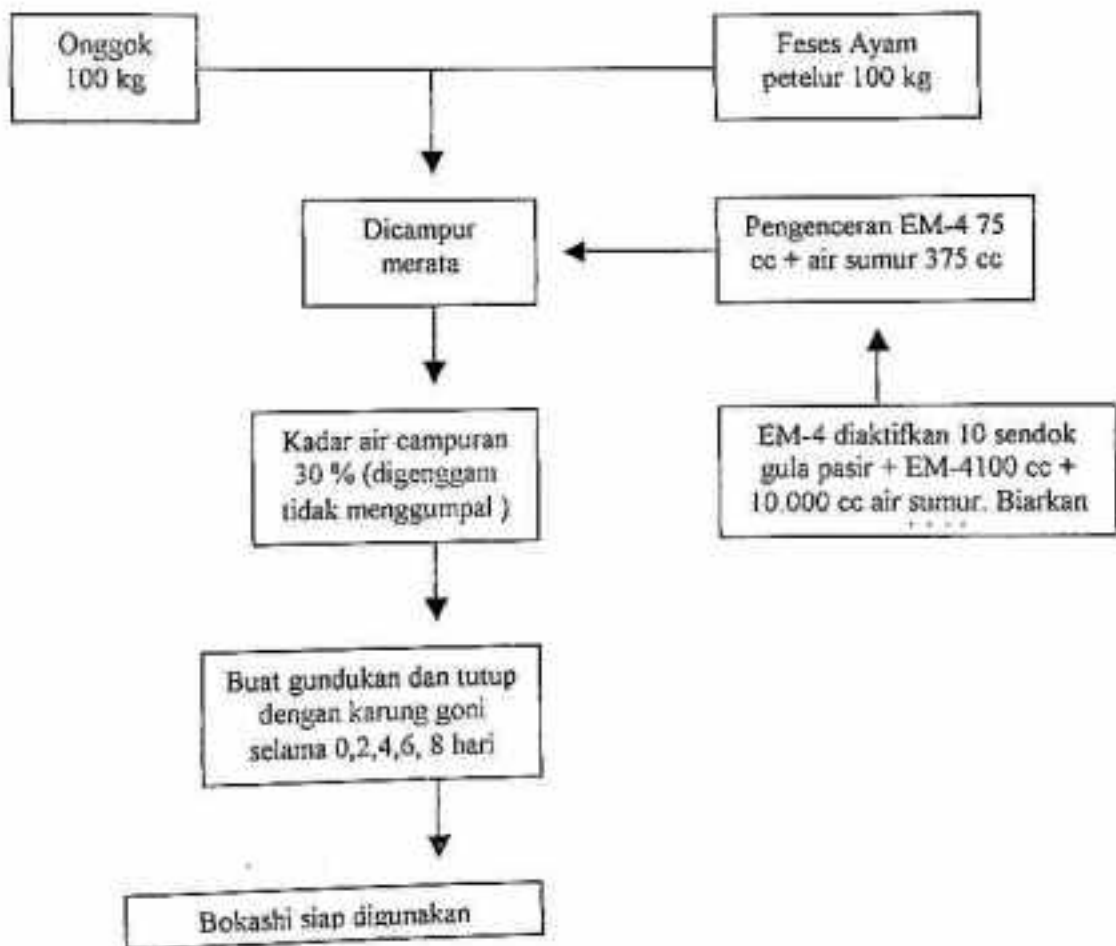 Onggok
100 kg
Feses Ayam
petelur 100 kg
Dicampur
merata
Pengenceran EM-4 75
cc + air sumur 375 cc
EM-4 diaktifkan 10 sendok
gula pasir + EM-4100 cc +
10.000 cc air sumur. Biarkan
Kadar air campuran
30 % (digenggam
tidak menggumpal )
Buat gundukan dan tutup
dengan karung goni
selama 0,2,4,6, 8 hari
Bokashi siap digunakan